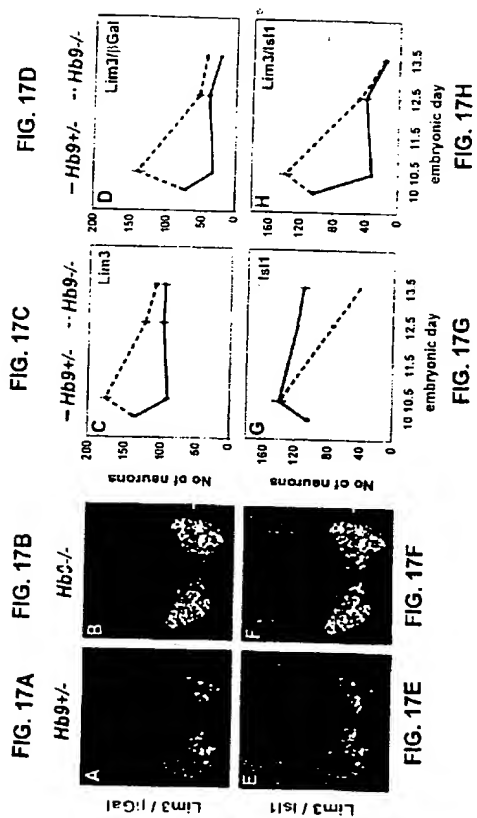 FIG. 17A
FIG. 17B
FIG. 17C
FIG. 17D
Hb9+/-
Hb9-/-
– Hb9+/- -- Hb9-/-
– Hb9+/- -- Hb9-/-
Lim3 / βGal
A
B
C
Lim3
D
Lim3/βGal
No of neurons
200
150
100
50
0
200
150
100
50
0
Lim3 / Isl1
E
F
G
Isl1
H
Lim3/Isl1
No of neurons
160
120
80
40
0
160
120
80
40
0
10 10.5 11.5 12.5 13.5
embryonic day
10 10.5 11.5 12.5 13.5
embryonic day
FIG. 17E
FIG. 17F
FIG. 17G
FIG. 17H